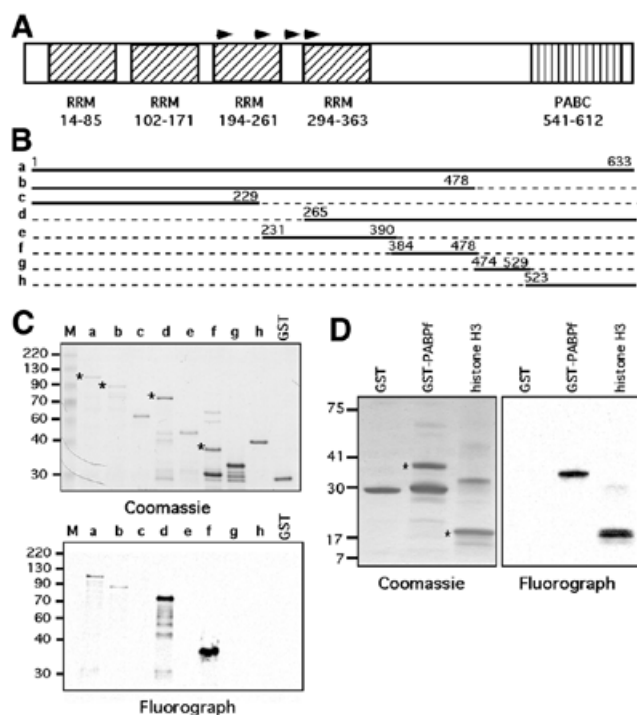 A
RRM RRM RRM RRM PABC
14-85 102-171 194-261 294-363 541-612
B
a 1 633
b 478
c 229
d 265
e 231 390
f 384 478
g 474 529
h 523
C
M a b c d e f g h GST
220
130
90
70
60
40
30
* * * *
Coomassie
M a b c d e f g h GST
220
130
90
70
60
40
30
Fluorograph
D
GST GST-PABPf histone H3 GST GST-PABPf histone H3
75
41
30
17
7
* *
Coomassie Fluorograph